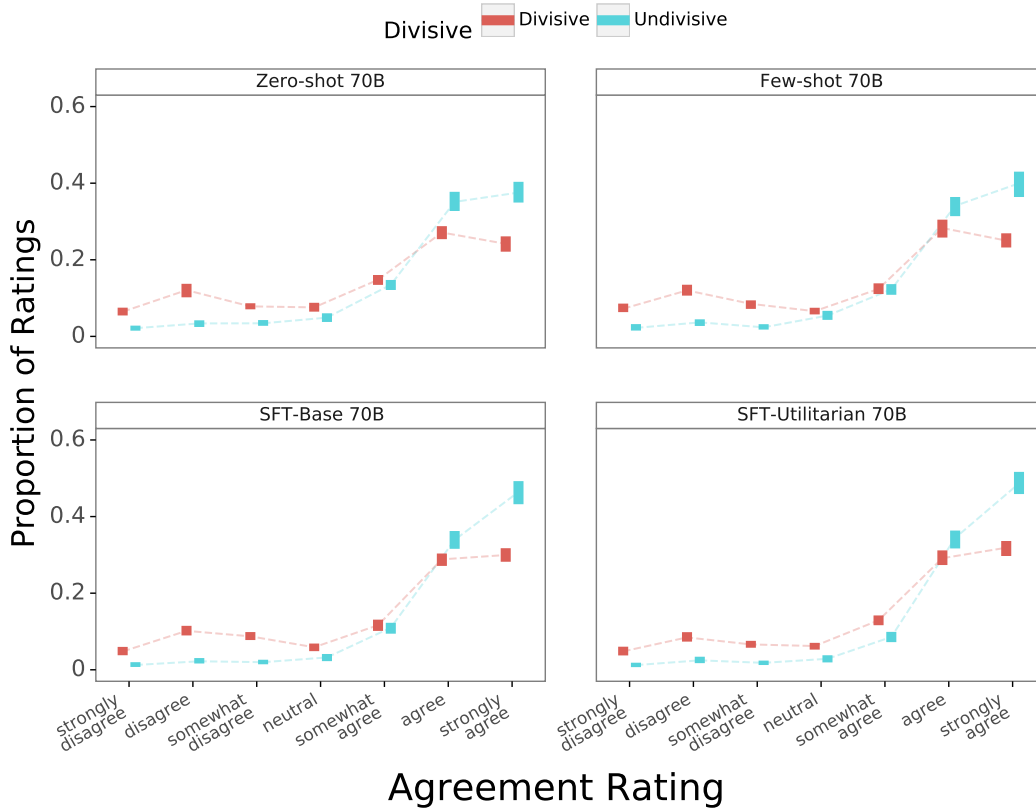 Divisive
Divisive
Undivisive
Zero-shot 70B
Few-shot 70B
0.6
0.4
0.2
0
SFT-Base 70B
SFT-Utilitarian 70B
0.6
0.4
0.2
0
Proportion of Ratings
strongly
disagree
disagree
somewhat
disagree
neutral
somewhat
agree
agree
strongly
agree
strongly
disagree
disagree
somewhat
disagree
neutral
somewhat
agree
agree
strongly
agree
Agreement Rating